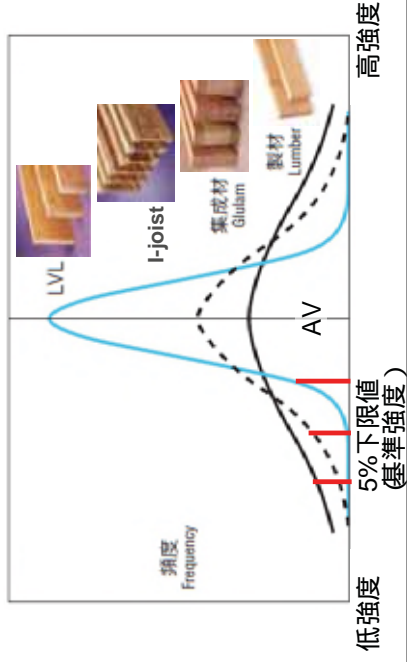 頻度
Frequency
LVL
I-joist
集成材
Glulam
製材
Lumber
AV
低強度
5%下限値
(基準強度)
高強度